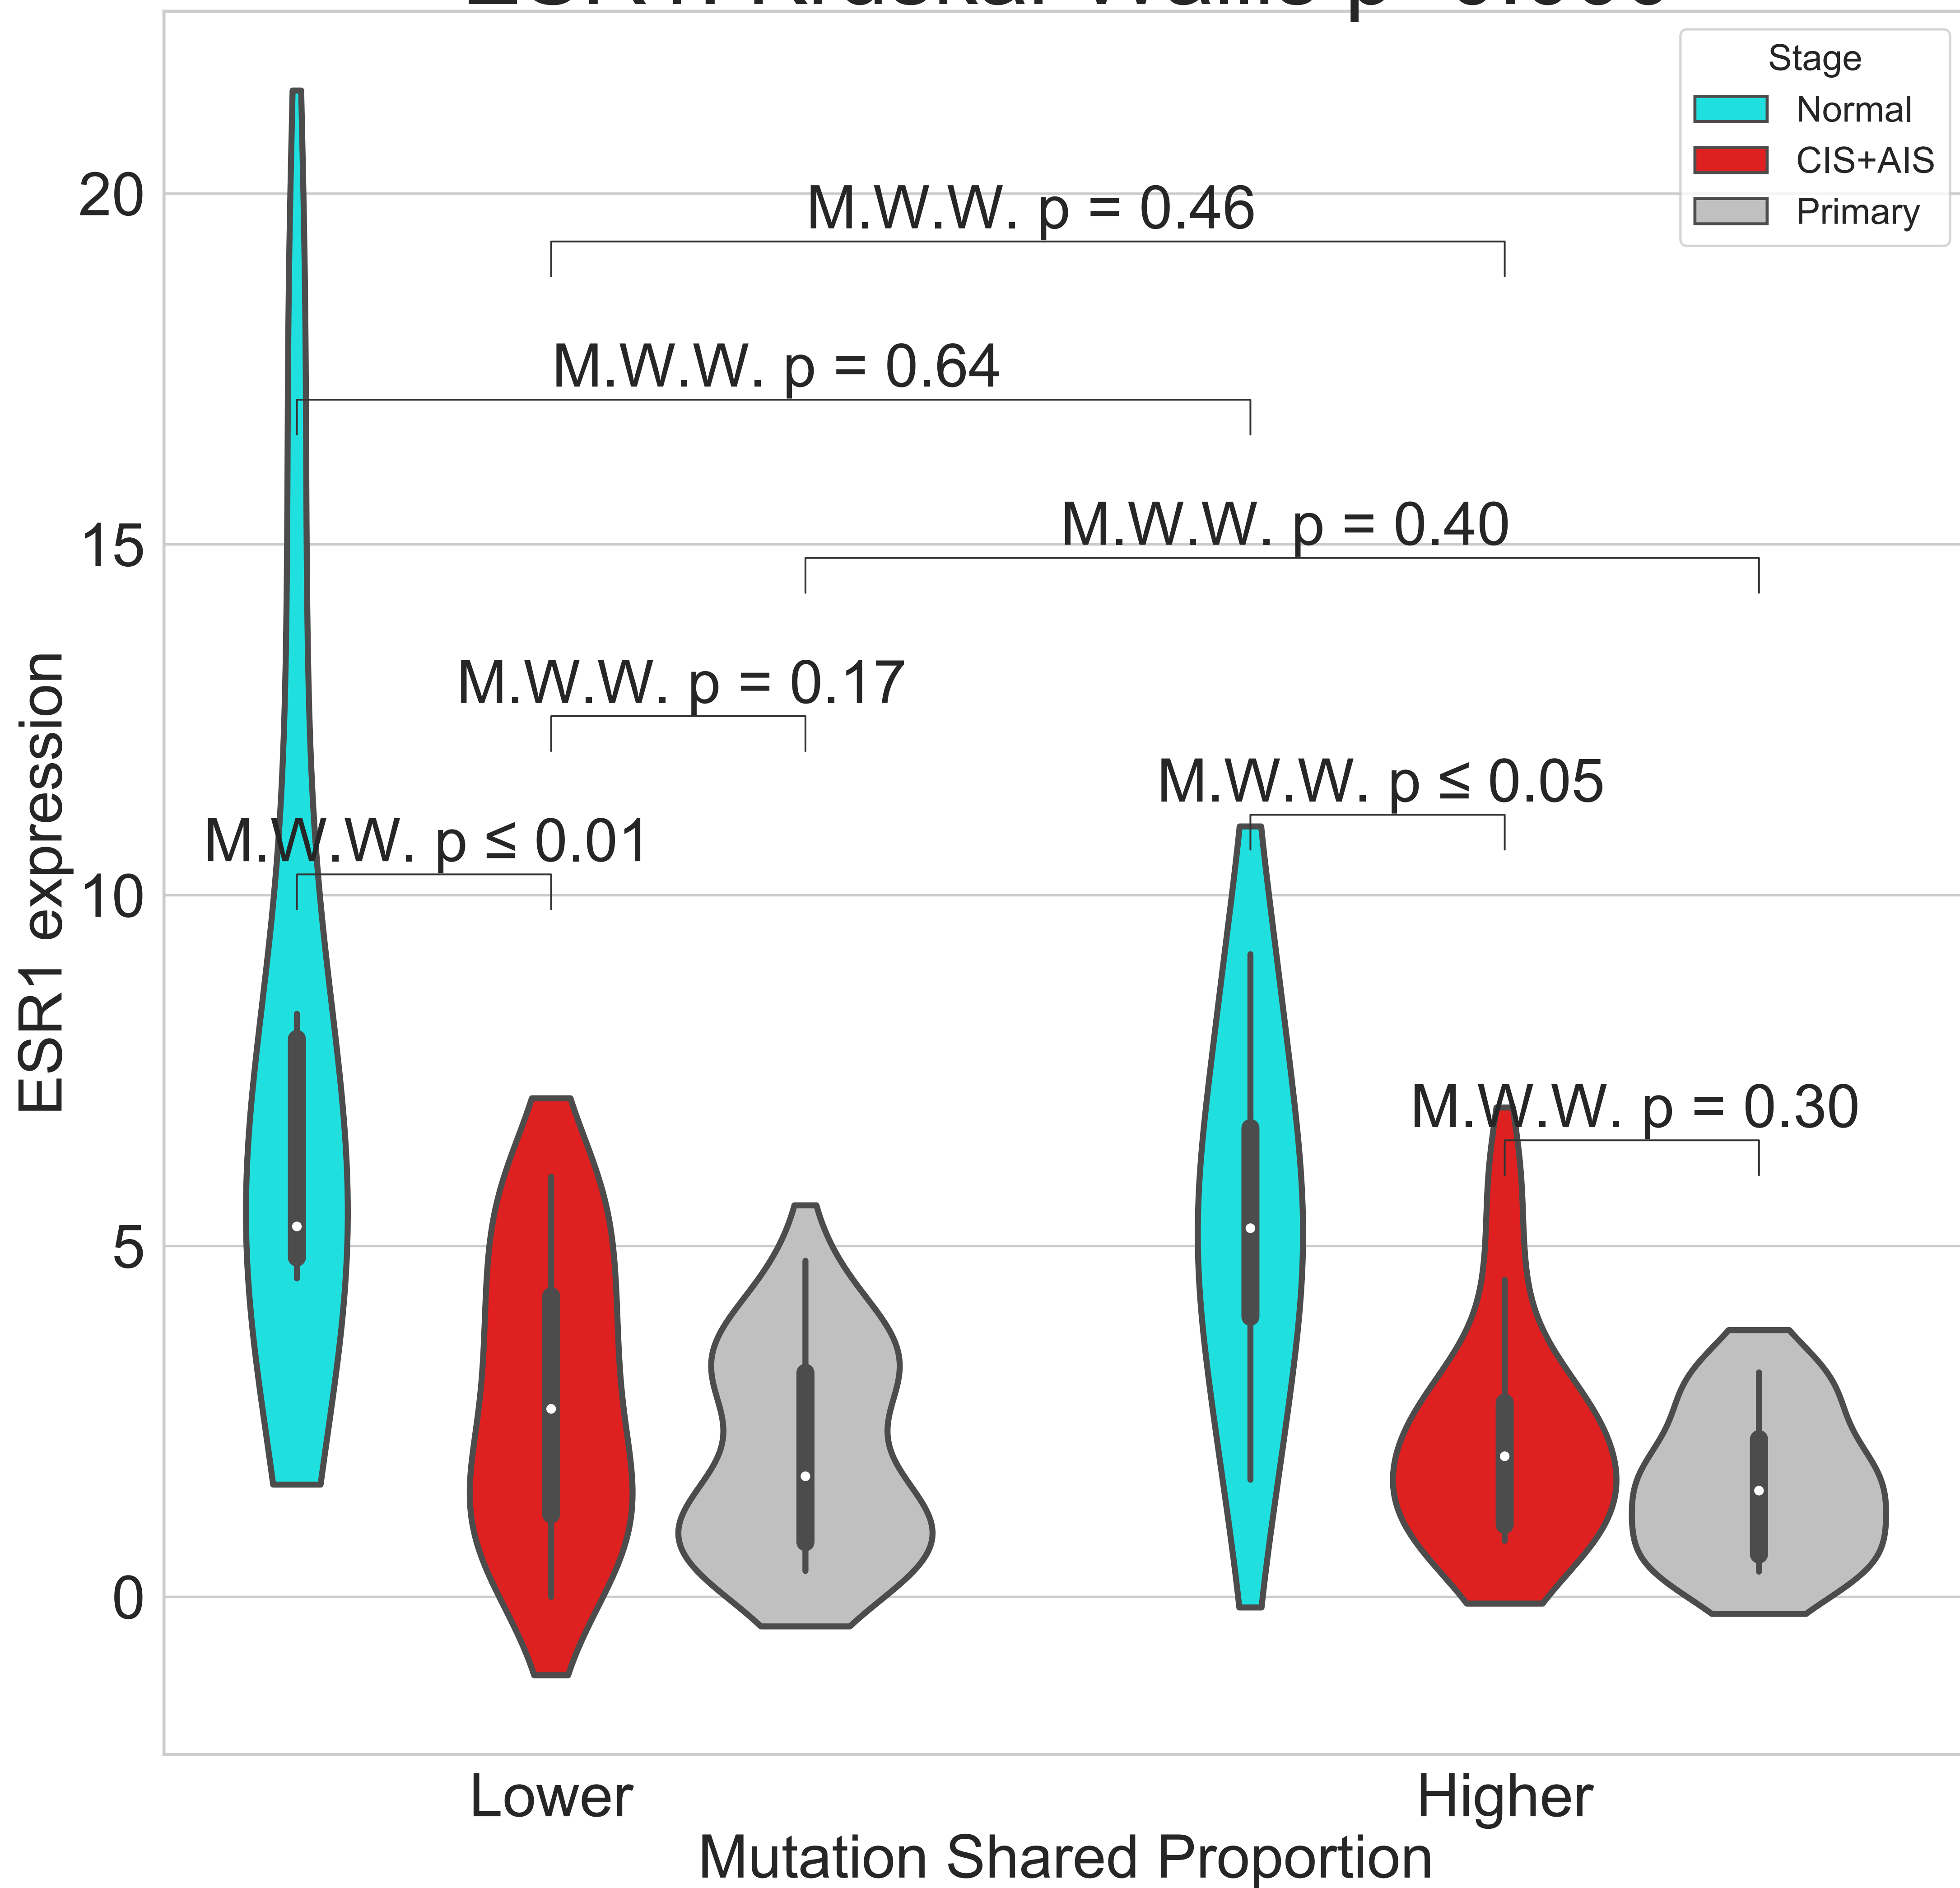 Stage
Normal
CIS+AIS
Primary
20
15
10
5
0
ESR1 expression
M.W.W. p = 0.46
M.W.W. p = 0.64
M.W.W. p = 0.40
M.W.W. p = 0.17
M.W.W. p ≤ 0.05
M.W.W. p ≤ 0.01
M.W.W. p = 0.30
Lower
Higher
Mutation Shared Proportion